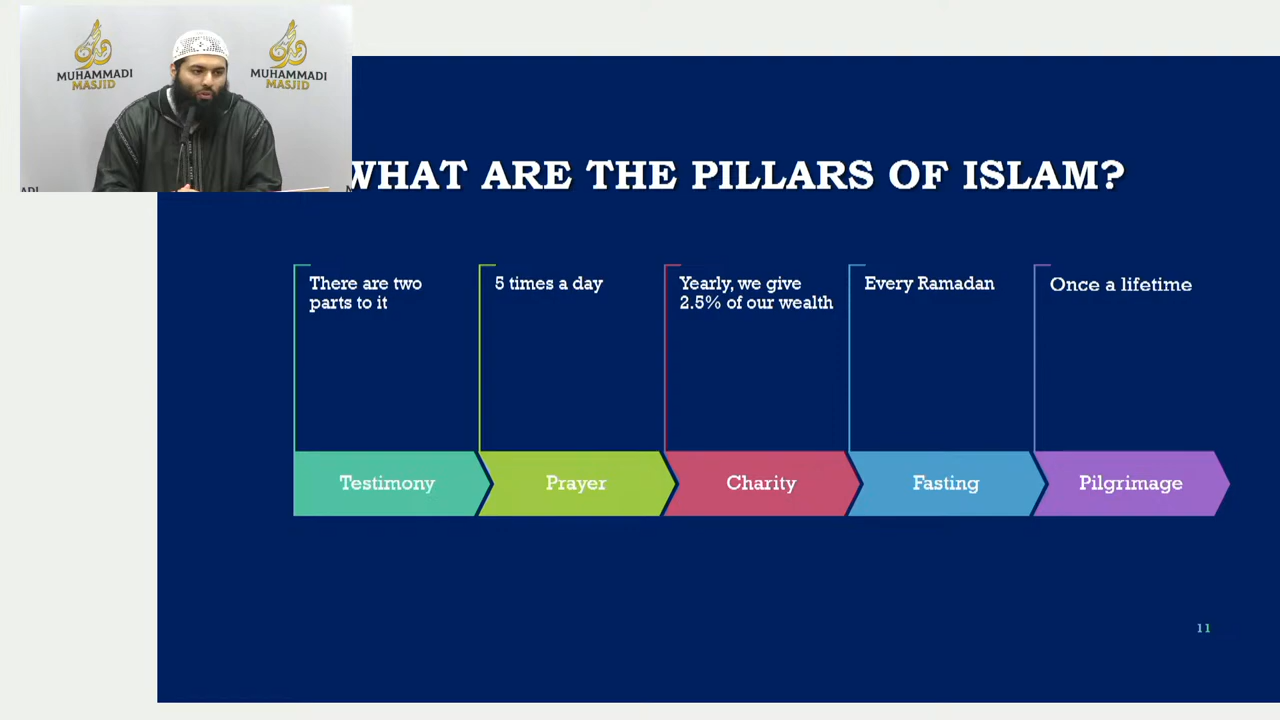 MUHAMMADI
MASJID
MUHAMMADI
MASJID
WHAT ARE THE PILLARS OF ISLAM?
There are two
parts to it
5 times a day
Yearly, we give
2.5% of our wealth
Every Ramadan
Once a lifetime
Testimony
Prayer
Charity
Fasting
Pilgrimage
11